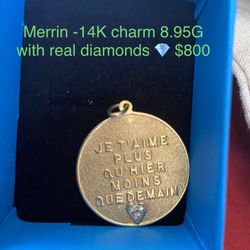 Merrin -14K charm 8.95G
with real diamonds 💎 $800
JE T'AIME
PLUS
QU'HIER
MOINS
QUE DEMAIN